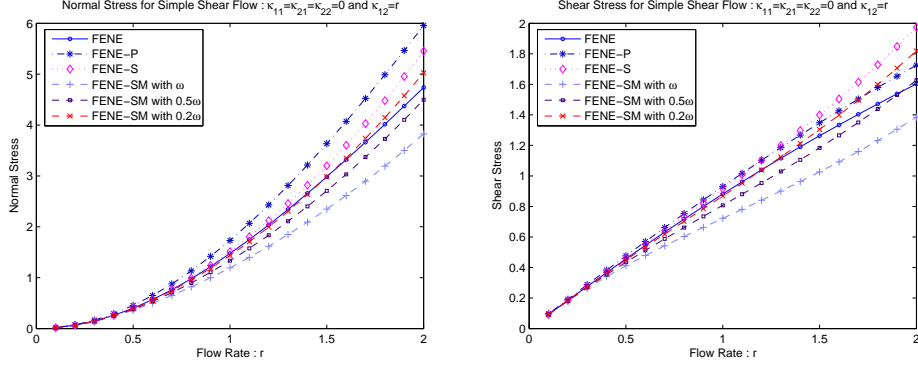 Normal Stress for Simple Shear Flow : κ11=κ21=κ22=0 and κ12=r
6
5
4
3
2
1
0
Normal Stress
FENE
FENE-P
FENE-S
FENE-SM with ω
FENE-SM with 0.5ω
FENE-SM with 0.2ω
0
0.5
1
1.5
2
Flow Rate : r
Shear Stress for Simple Shear Flow : κ11=κ21=κ22=0 and κ12=r
2
1.8
1.6
1.4
1.2
1
0.8
0.6
0.4
0.2
0
Shear Stress
FENE
FENE-P
FENE-S
FENE-SM with ω
FENE-SM with 0.5ω
FENE-SM with 0.2ω
0
0.5
1
1.5
2
Flow Rate : r